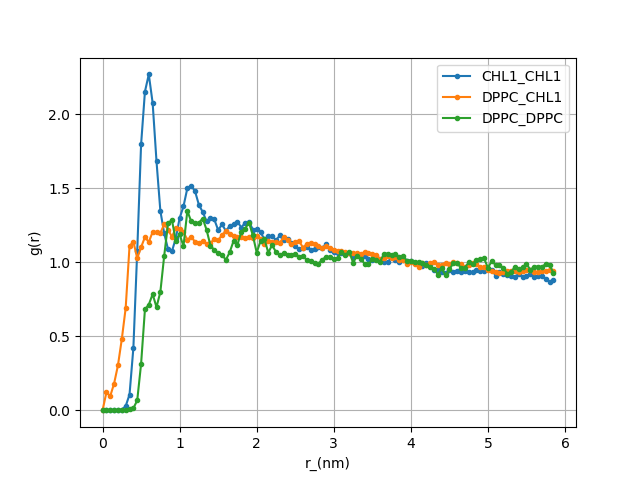 CHL1_CHL1
DPPC_CHL1
DPPC_DPPC
2.0
1.5
1.0
0.5
0.0
g(r)
0 1 2 3 4 5 6
r_(nm)